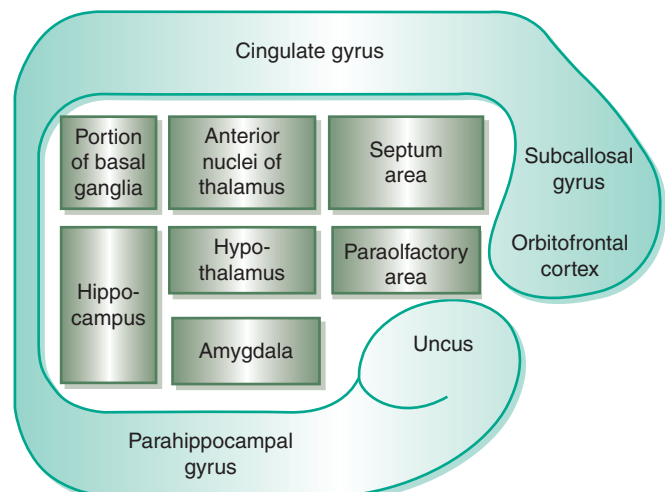 Cingulate gyrus
Portion
of basal
ganglia
Anterior
nuclei of
thalamus
Septum
area
Subcallosal
gyrus
Hippo-
campus
Hypo-
thalamus
Paraolfactory
area
Orbitofrontal
cortex
Amygdala
Uncus
Parahippocampal
gyrus